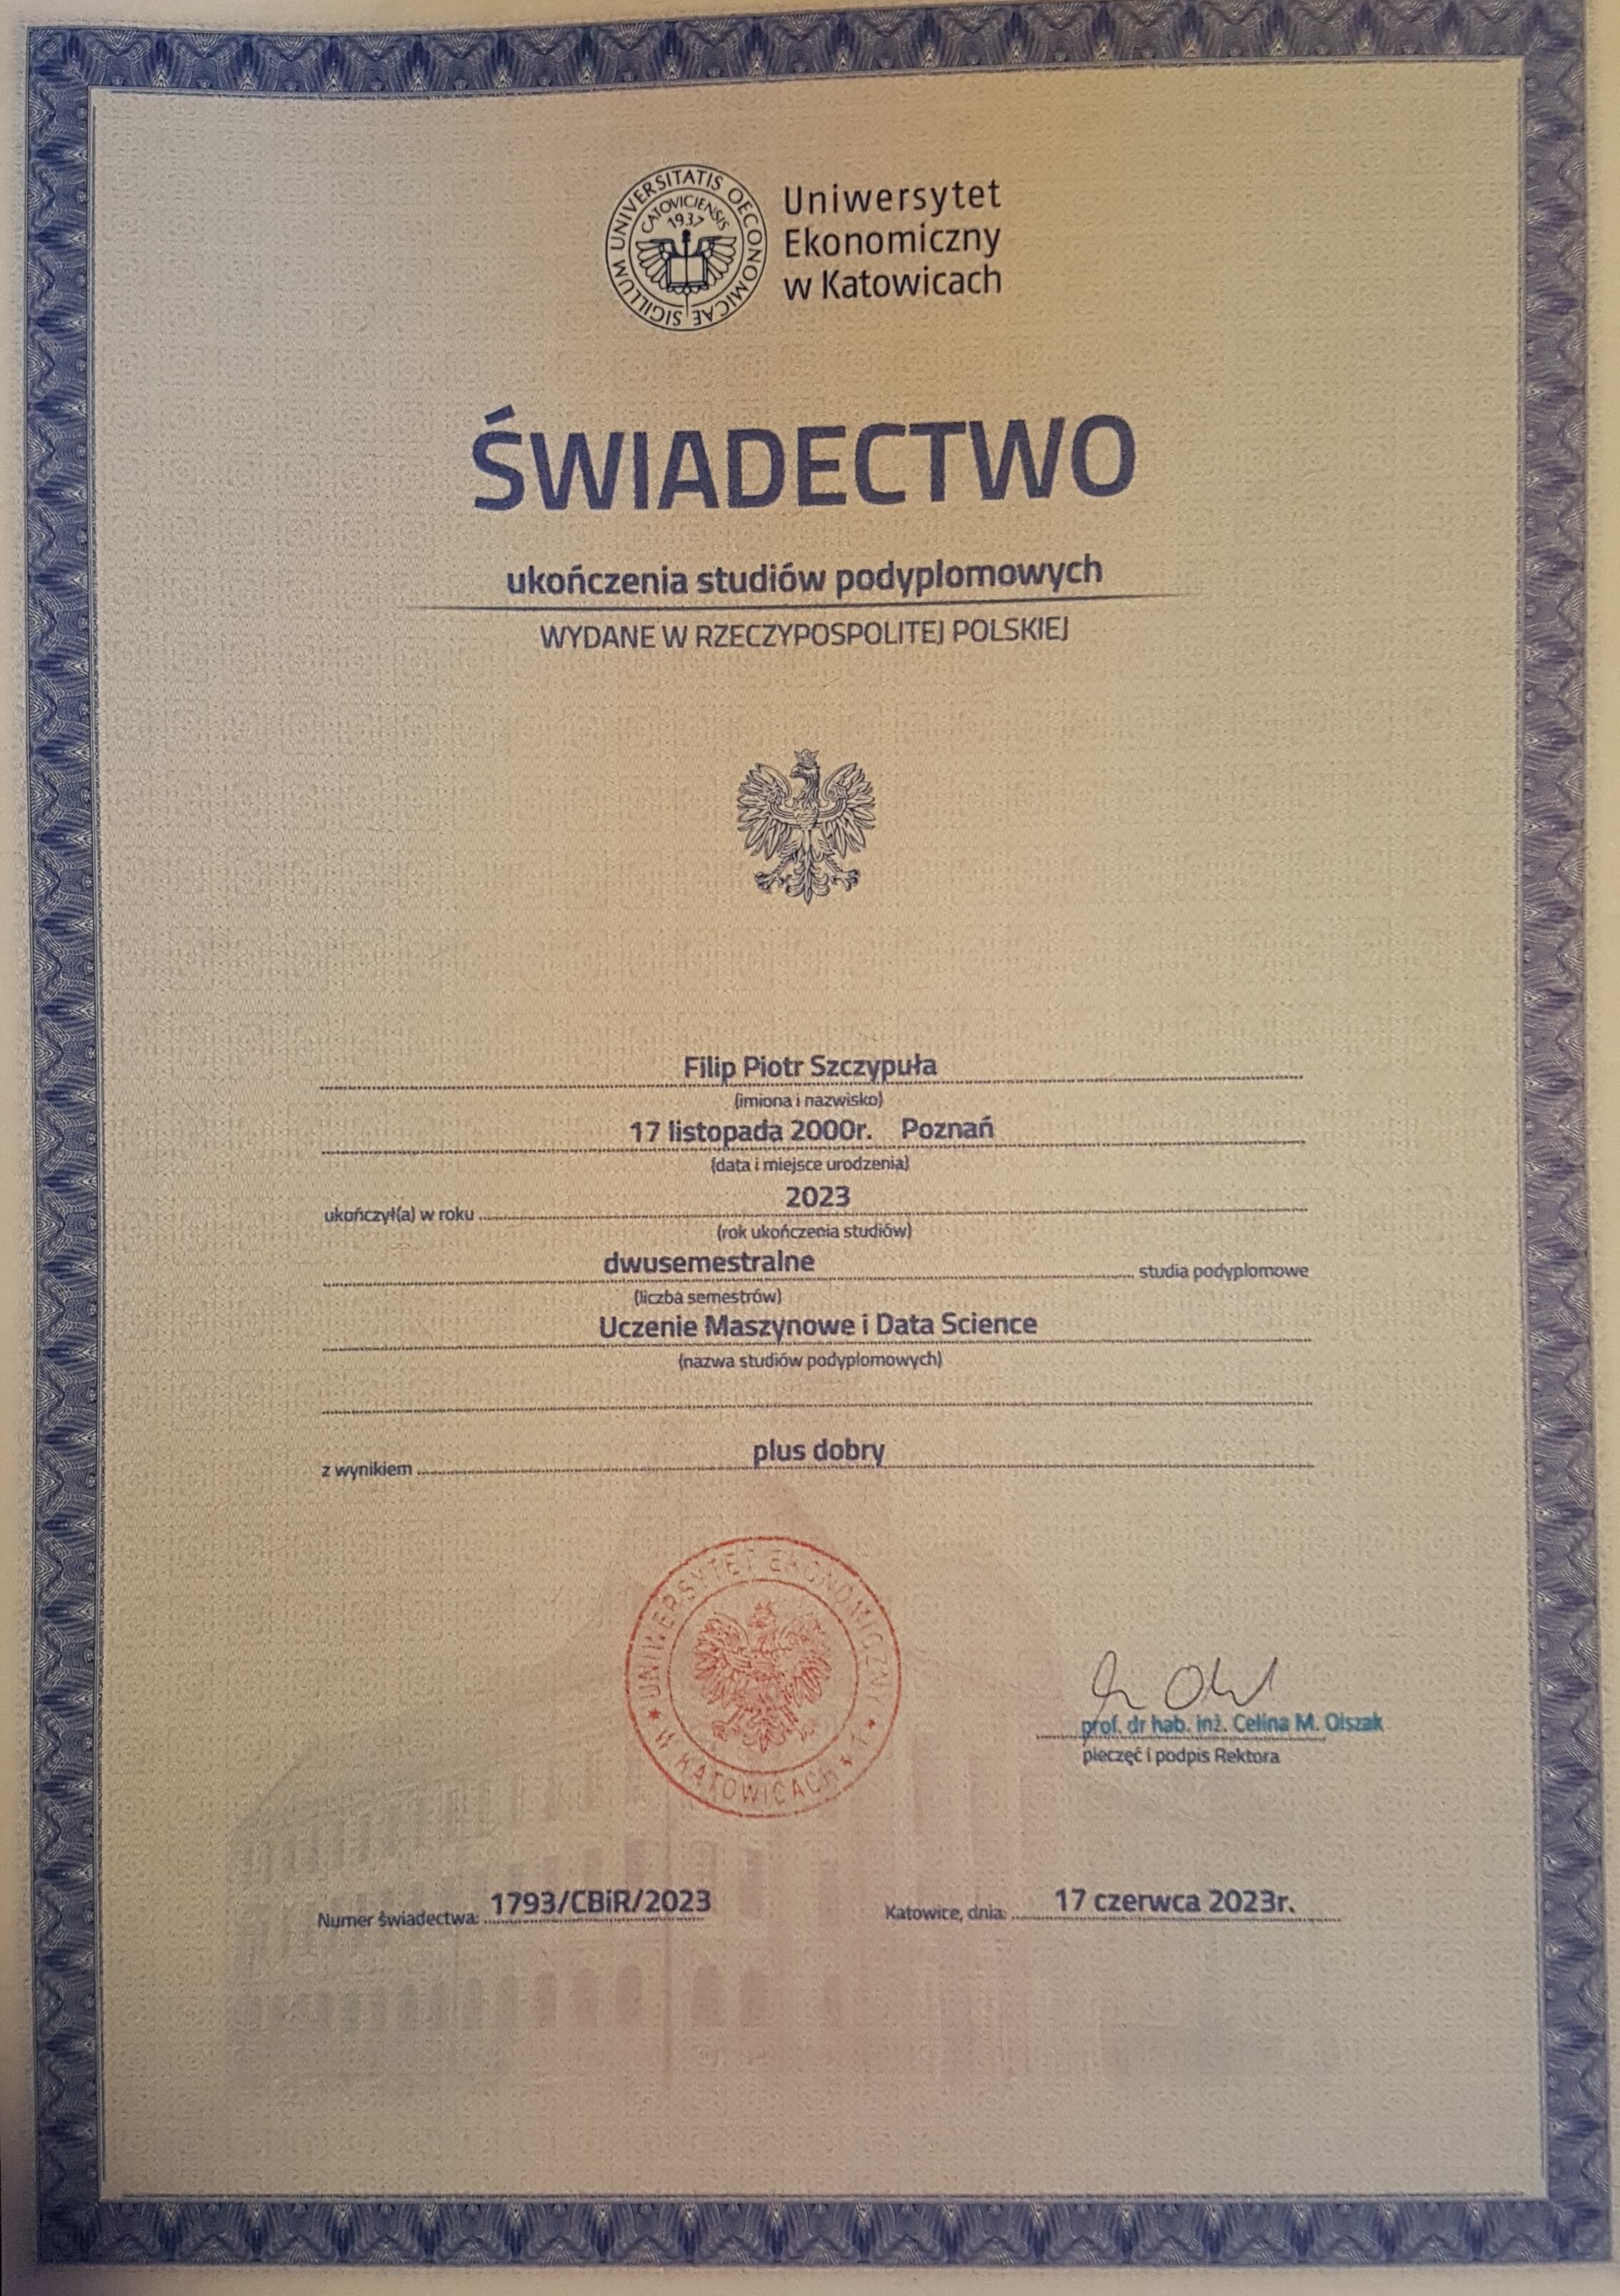 SIGILLUM UNIVERSITATIS OECONOMICAE
CATOVICIENSIS
1937
Uniwersytet
Ekonomiczny
w Katowicach
ŚWIADECTWO
ukończenia studiów podyplomowych
WYDANE W RZECZYPOSPOLITEJ POLSKIEJ
Filip Piotr Szczypuła
(imiona i nazwisko)
17 listopada 2000r. Poznań
(data i miejsce urodzenia)
2023
ukończył(a) w roku
(rok ukończenia studiów)
dwusemestralne
studia podyplomowe
(liczba semestrów)
Uczenie Maszynowe i Data Science
(nazwa studiów podyplomowych)
plus dobry
z wynikiem
UNIWERSYTET EKONOMICZNY
W KATOWICACH
prof. dr hab. inż. Celina M. Olszak
pieczęć i podpis Rektora
Numer świadectwa: 1793/CBiR/2023
Katowice, dnia: 17 czerwca 2023r.